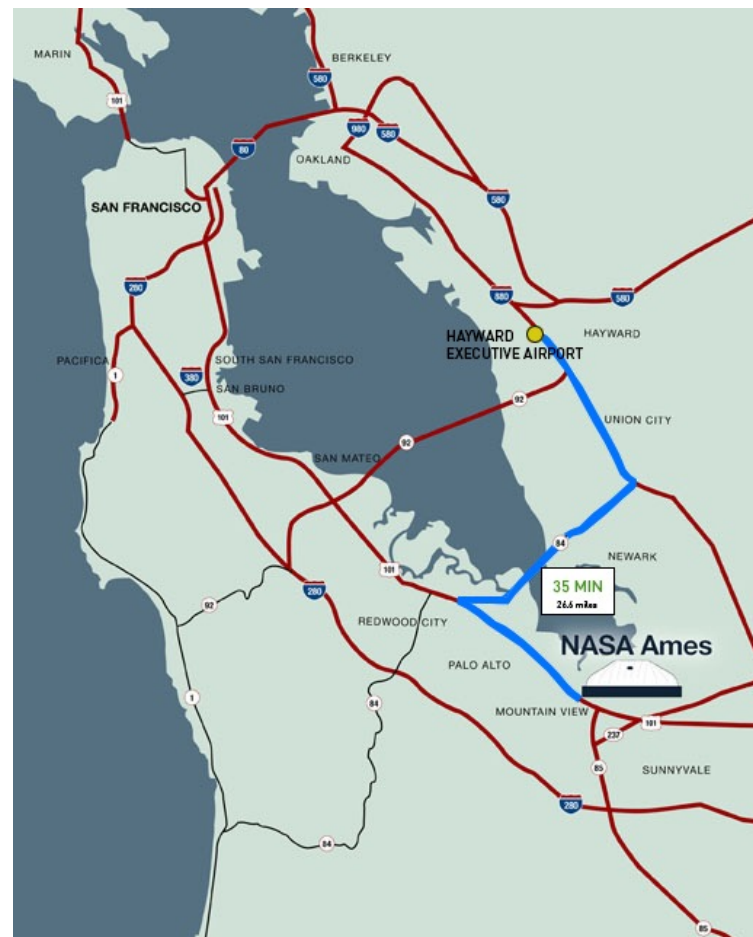 MARIN
BERKELEY
580
101
980
580
80
OAKLAND
SAN FRANCISCO
580
280
880
580
HAYWARD
EXECUTIVE AIRPORT
HAYWARD
PACIFICA
SOUTH SAN FRANCISCO
1
380
SAN BRUNO
92
101
UNION CITY
92
SAN MATEO
84
NEWARK
101
35 MIN
26.6 miles
280
92
REDWOOD CITY
NASA Ames
PALO ALTO
1
84
MOUNTAIN VIEW
101
237
85
SUNNYVALE
280
84
85